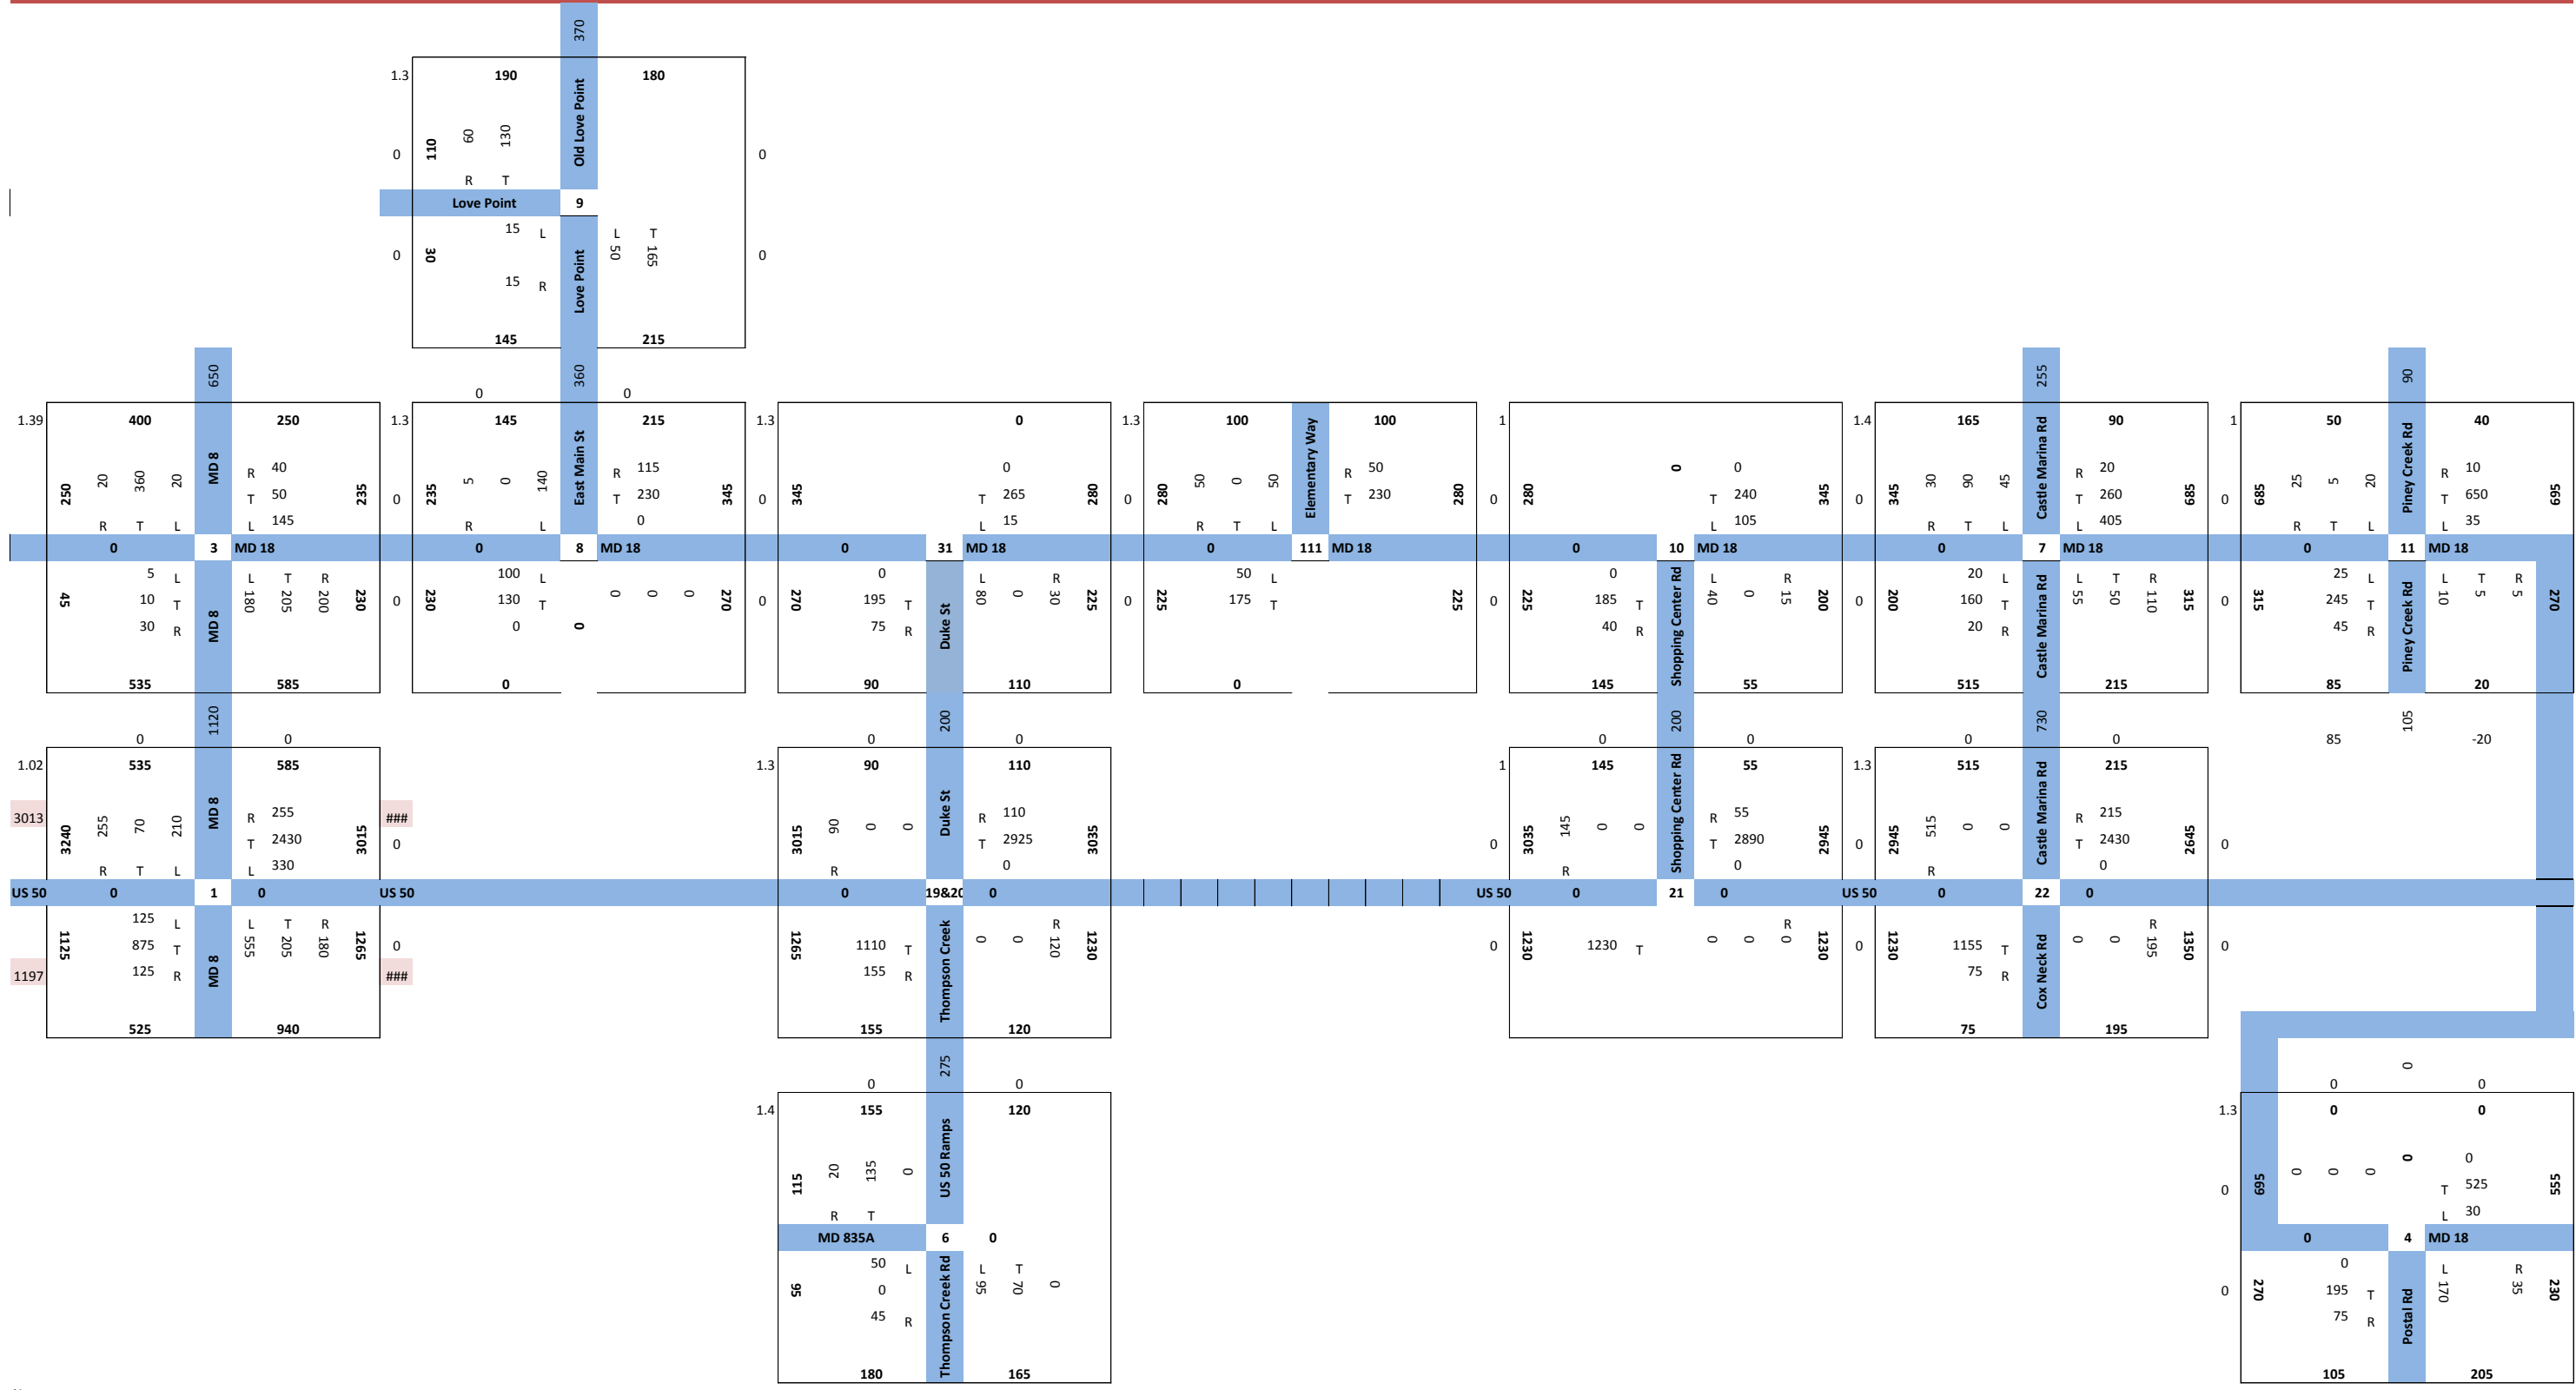 370
1.3 190 180
Old Love Point
110 60 130
0 0
R T
Love Point 9
15 L L T
50 165
0 30 0
Love Point
15 R
145 215
650 360 255 90
0 0
1.39 400 250 1.3 145 215 1.3 0 1.3 100 100 1 1.4 165 90 1 50 40
MD 8 East Main St Elementary Way Castle Marina Rd Piney Creek Rd
R 40 R 115 0 R 50 0 0 R 20 R 10
250 20 360 20 T 50 235 0 235 5 0 140 T 230 345 0 345 T 265 280 0 280 50 0 50 T 230 280 0 280 T 240 345 0 345 30 90 45 T 260 685 0 685 25 5 20 T 650 695
R T L L 145 R L 0 L 15 R T L L 105 R T L L 405 R T L L 35
0 3 MD 18 0 8 MD 18 0 31 MD 18 0 111 MD 18 0 10 MD 18 0 7 MD 18 0 11 MD 18
5 L L T R 100 L 0 L R 50 L 0 L R 20 L L T R 25 L L T R
45 10 T 180 205 200 230 0 230 130 T 0 0 0 270 0 270 195 T 80 0 30 225 0 225 175 T 225 0 225 185 T 40 0 15 200 0 200 160 T 55 50 110 315 0 315 245 T 10 5 5 270
30 R 0 0 75 R 40 R 20 R 45 R
MD 8 Duke St Shopping Center Rd Castle Marina Rd Piney Creek Rd
535 585 0 90 110 0 145 55 515 215 85 20
1120 200 200 730 105
0 0 0 0 0 0 0 0 85 -20
1.02 535 585 1.3 90 110 1 145 55 1.3 515 215
MD 8 Duke St Shopping Center Rd Castle Marina Rd
3013 R 255 ### R 110 R 55 R 215
3240 255 70 210 T 2430 3015 0 3015 90 0 0 T 2925 3035 0 3035 145 0 0 T 2890 2945 0 2945 515 0 0 T 2430 2645 0
R T L L 330 R 0 R 0 R 0
US 50 0 1 0 US 50 0 19&20 0 US 50 0 21 0 US 50 0 22 0
125 L L T R R R R
1125 875 T 555 205 180 1265 0 1265 1110 T 0 0 120 1230 0 1230 1230 T 0 0 0 1230 0 1230 1155 T 0 0 195 1350 0
1197 125 R ### 155 R 75 R
MD 8 Thompson Creek Cox Neck Rd
525 940 155 120 75 195
275 0
0 0 0 0
1.4 155 120 1.3 0 0
US 50 Ramps
115 20 135 0 0 695 0 0 0 0 T 525 555
0
R T L 30
MD 835A 6 0 0 4 MD 18
50 L L T 0 L R
95 0 95 70 0 0 270 195 T 170 35 230
45 R 75 R
Thompson Creek Rd Postal Rd
180 165 105 205